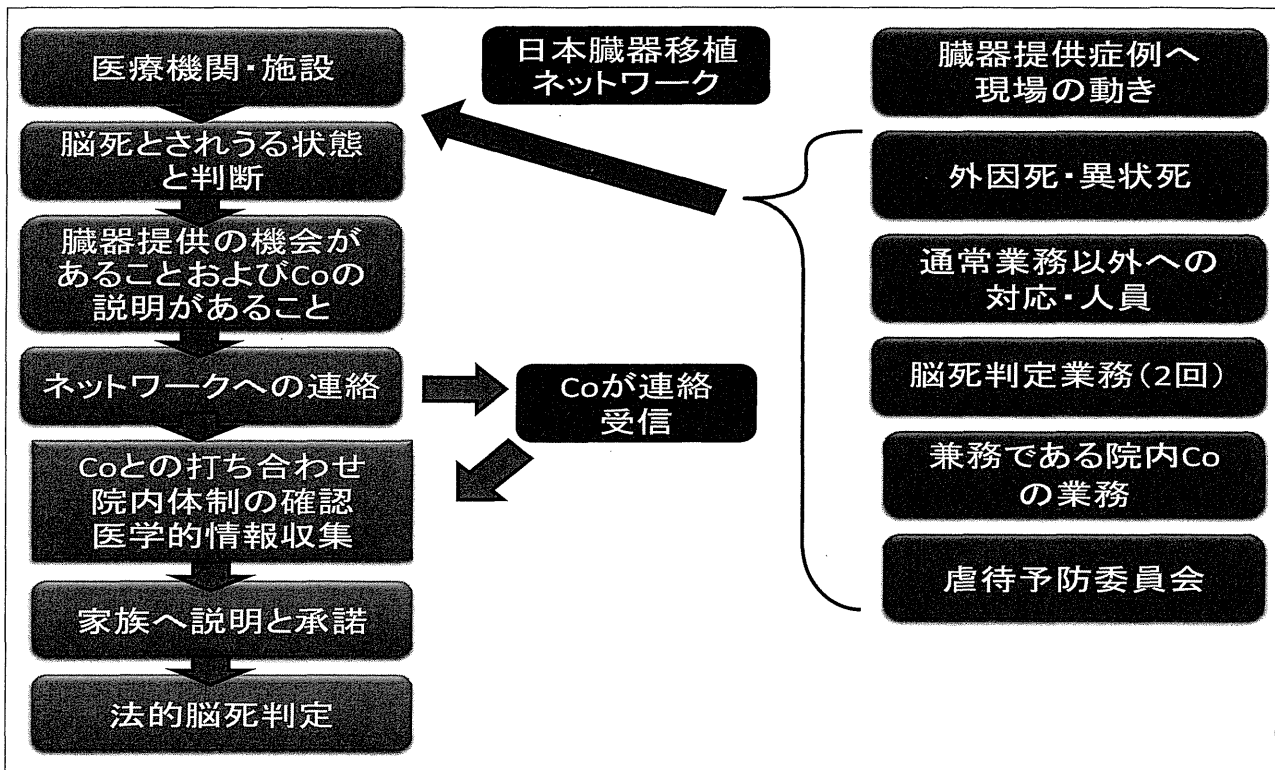 医療機関・施設
脳死とされうる状態
と判断
臓器提供の機会が
あることおよびCoの
説明があること
ネットワークへの連絡
Coとの打ち合わせ
院内体制の確認
医学的情報収集
家族へ説明と承諾
法的脳死判定
日本臓器移植
ネットワーク
Coが連絡
受信
臓器提供症例へ
現場の動き
外因死・異状死
通常業務以外への
対応・人員
脳死判定業務(2回)
兼務である院内Co
の業務
虐待予防委員会